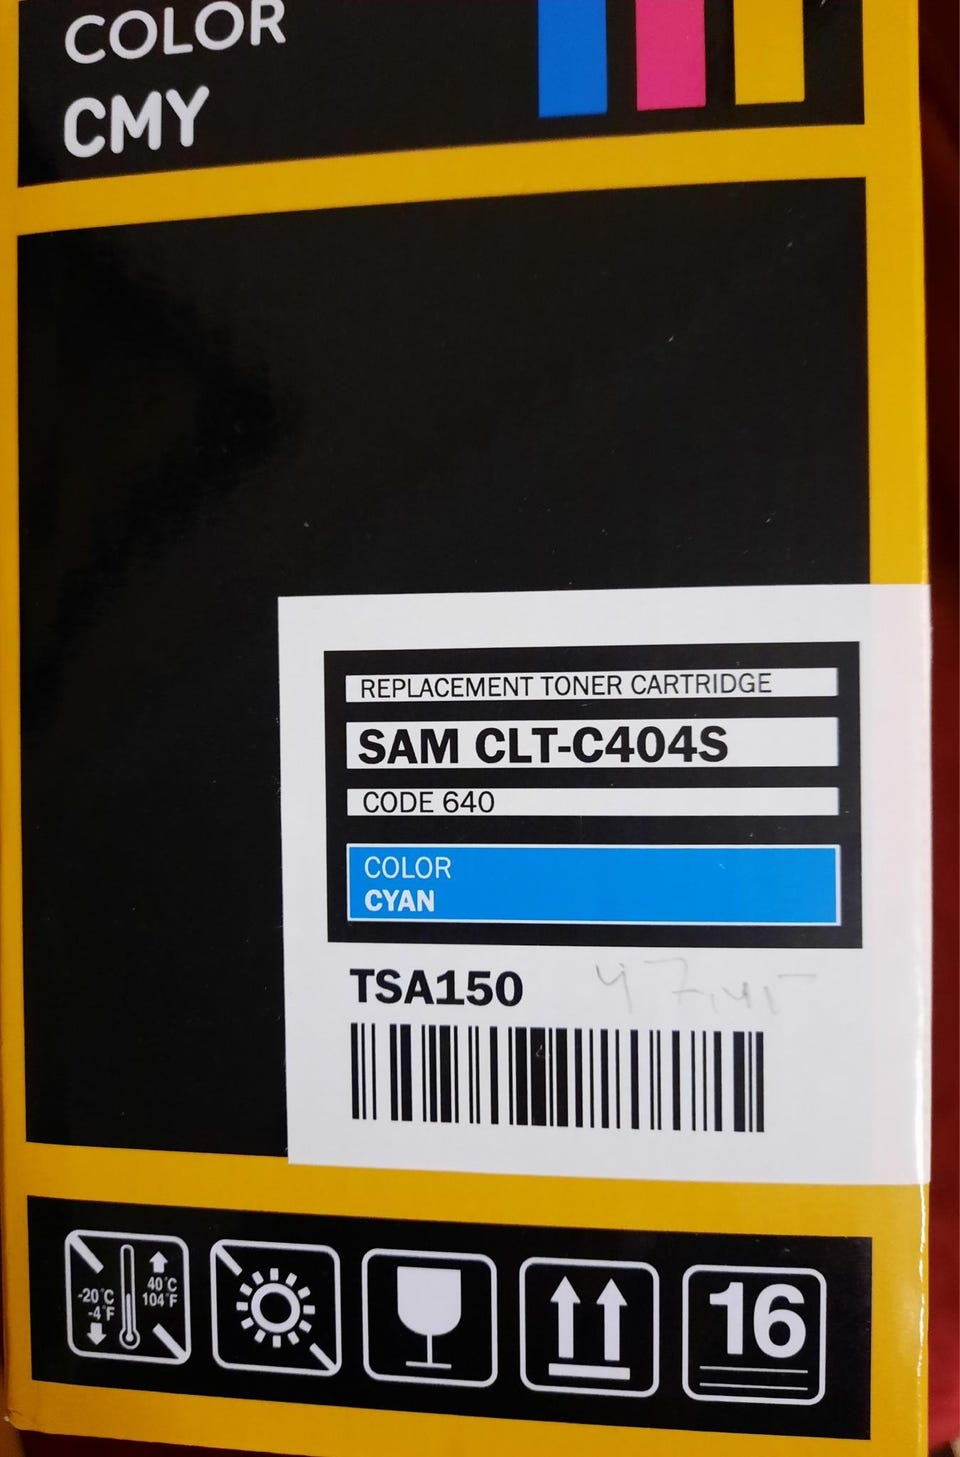 COLOR
CMY
REPLACEMENT TONER CARTRIDGE
SAM CLT-C404S
CODE 640
COLOR
CYAN
TSA150
-20°C
-4°F
40°C
104°F
16